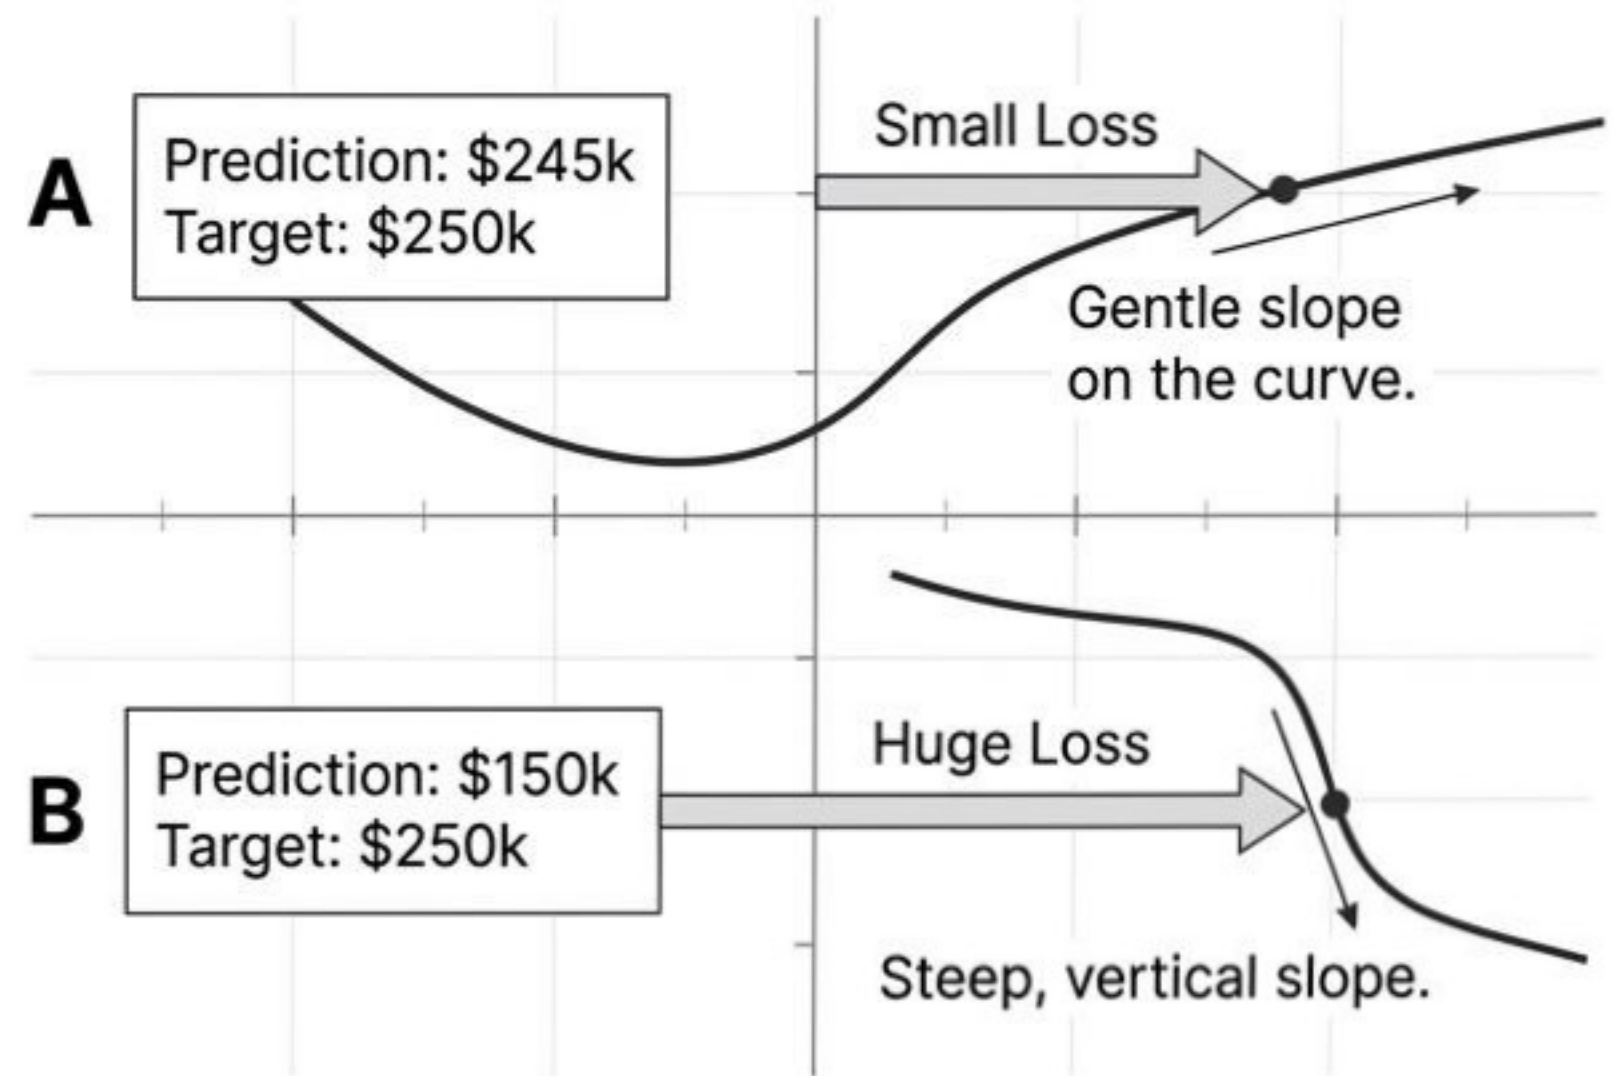 A
Prediction: $245k
Target: $250k
Small Loss
Gentle slope
on the curve.
B
Prediction: $150k
Target: $250k
Huge Loss
Steep, vertical slope.